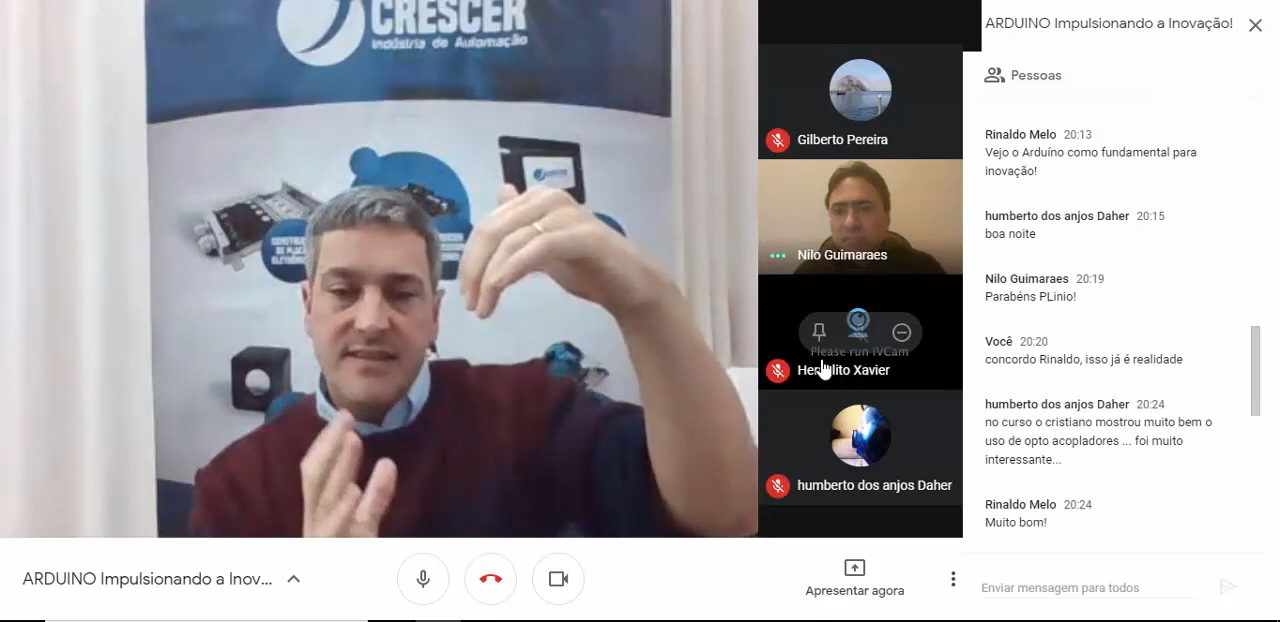 CRESCER
Indústria de Automação
Gilberto Pereira
Nilo Guimaraes
Please run iVCam
humberto dos anjos Daher
ARDUINO Impulsionando a Inovação!
Pessoas
Rinaldo Melo 20:13
Vejo o Arduíno como fundamental para
inovação!
humberto dos anjos Daher 20:15
boa noite
Nilo Guimaraes 20:19
Parabéns PLinio!
Você 20:20
concordo Rinaldo, isso já é realidade
humberto dos anjos Daher 20:24
no curso o cristiano mostrou muito bem o
uso de opto acopladores ... foi muito
interessante...
Rinaldo Melo 20:24
Muito bom!
Enviar mensagem para todos
ARDUINO Impulsionando a Inov...
Apresentar agora
Xavier